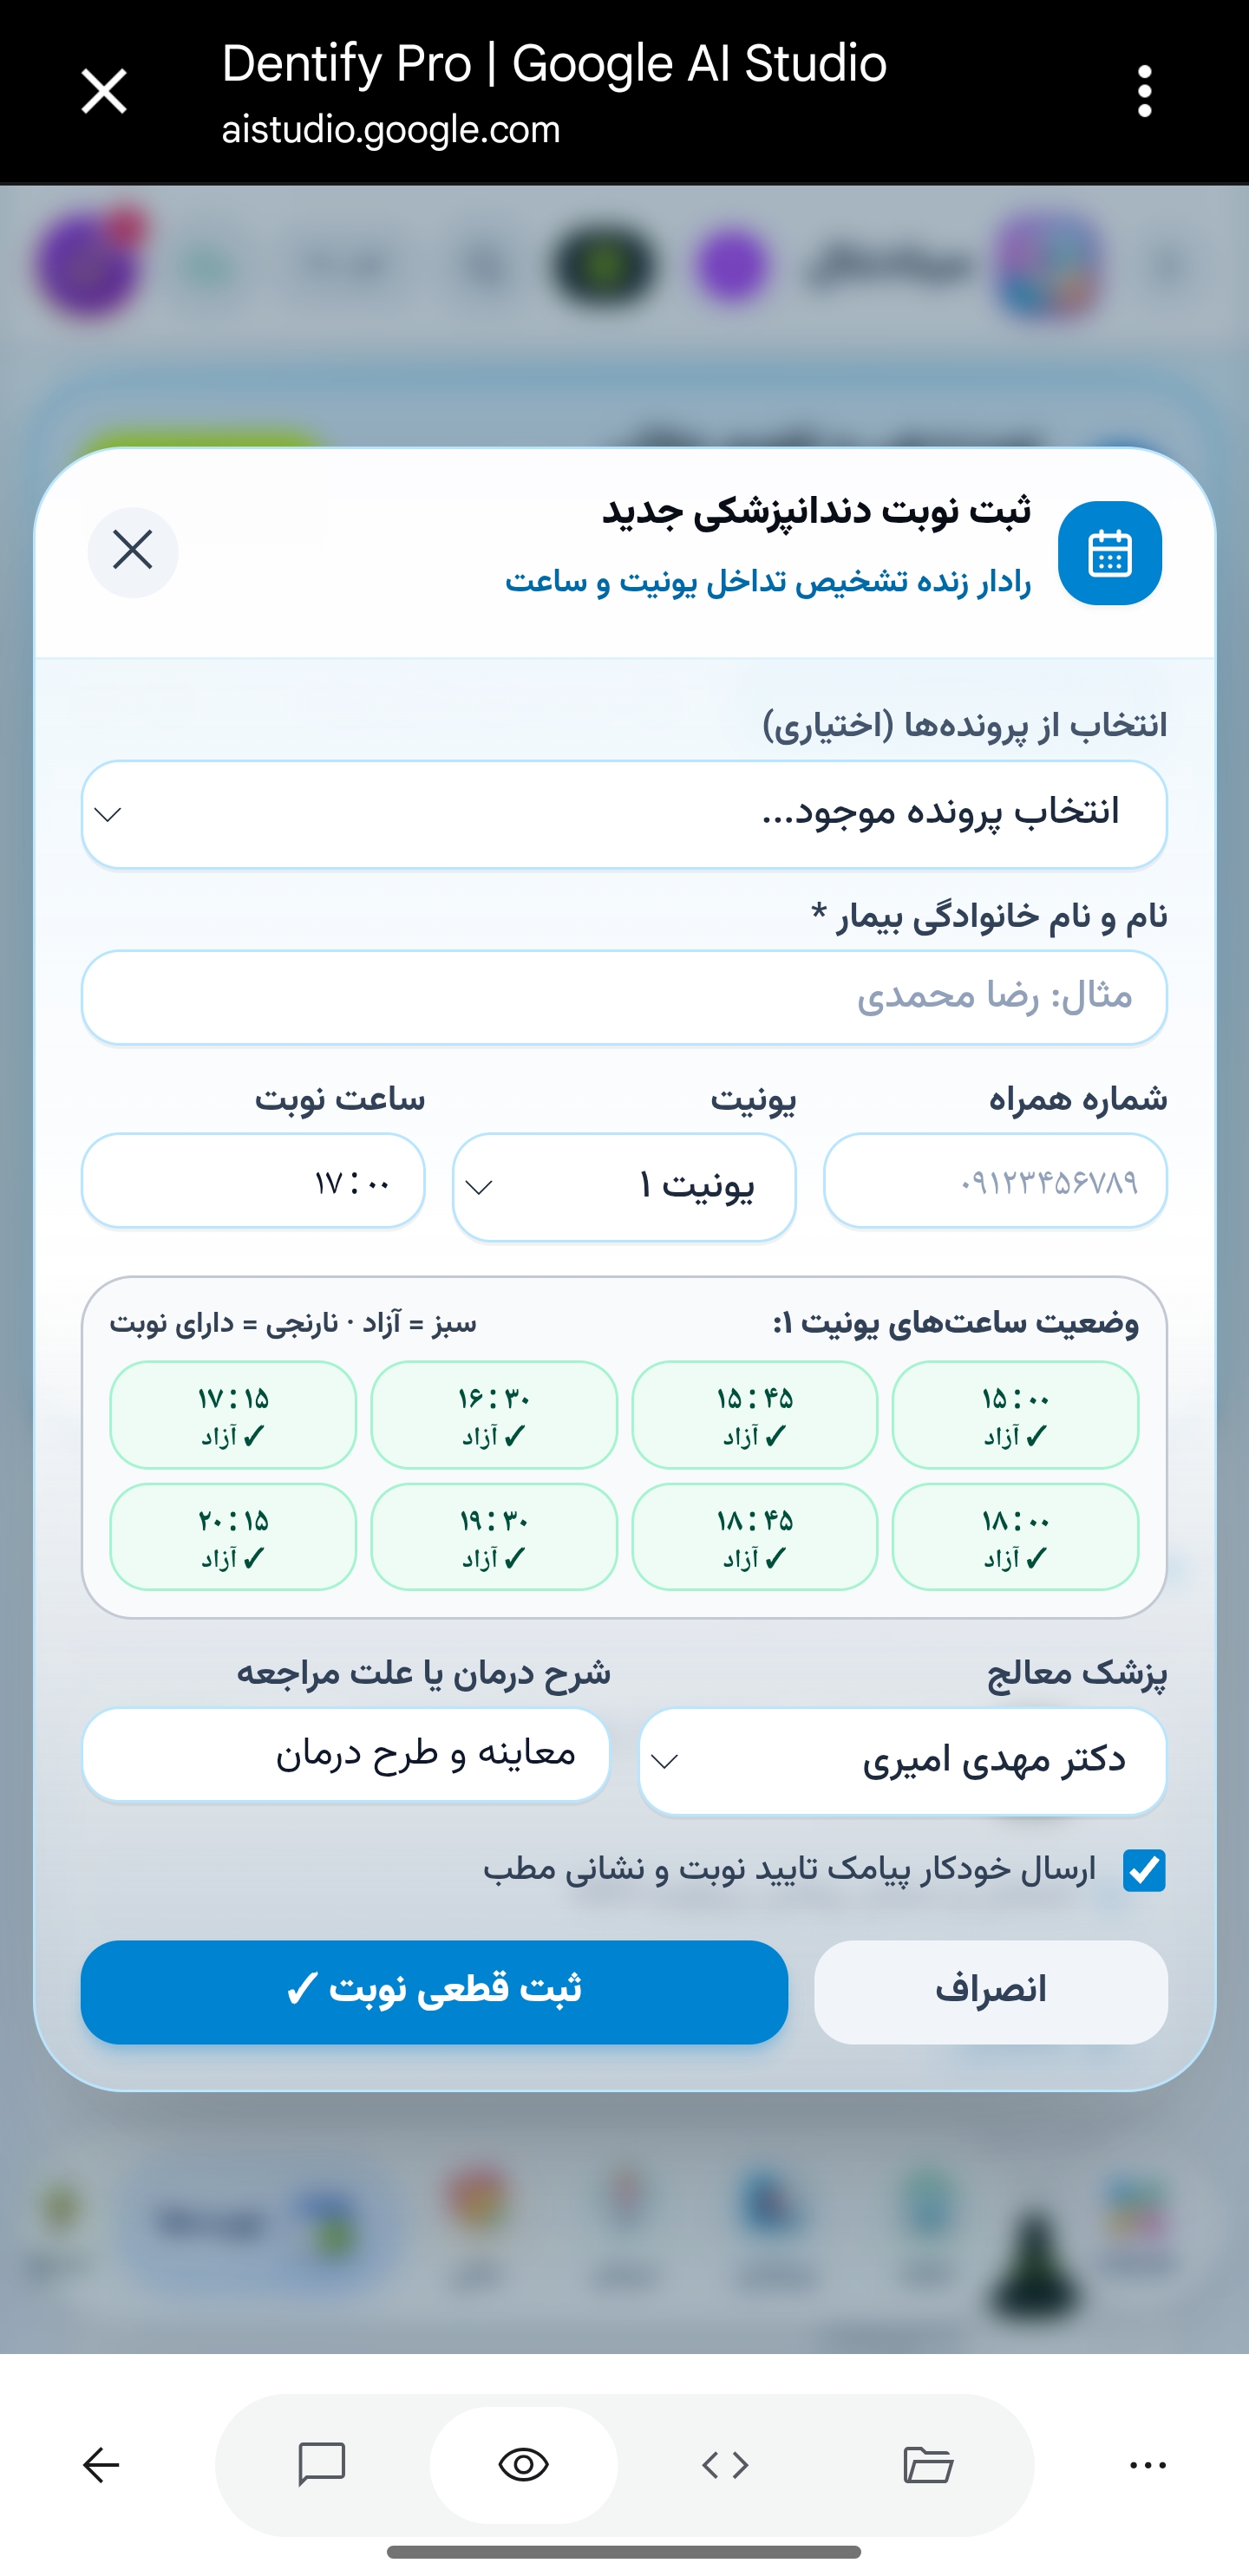 Dentify Pro | Google AI Studio
aistudio.google.com
ثبت نوبت دندانپزشکی جدید
رادار زنده تشخیص تداخل یونیت و ساعت
انتخاب از پرونده‌ها (اختیاری)
انتخاب پرونده موجود...
نام و نام خانوادگی بیمار *
مثال: رضا محمدی
شماره همراه
یونیت
ساعت نوبت
۰۹۱۲۳۴۵۶۷۸۹
یونیت ۱
۱۷:۰۰
وضعیت ساعت‌های یونیت ۱:
سبز = آزاد · نارنجی = دارای نوبت
۱۵:۰۰
✓ آزاد
۱۵:۴۵
✓ آزاد
۱۶:۳۰
✓ آزاد
۱۷:۱۵
✓ آزاد
۱۸:۰۰
✓ آزاد
۱۸:۴۵
✓ آزاد
۱۹:۳۰
✓ آزاد
۲۰:۱۵
✓ آزاد
پزشک معالج
شرح درمان یا علت مراجعه
دکتر مهدی امیری
معاینه و طرح درمان
ارسال خودکار پیامک تایید نوبت و نشانی مطب
انصراف
ثبت قطعی نوبت ✓